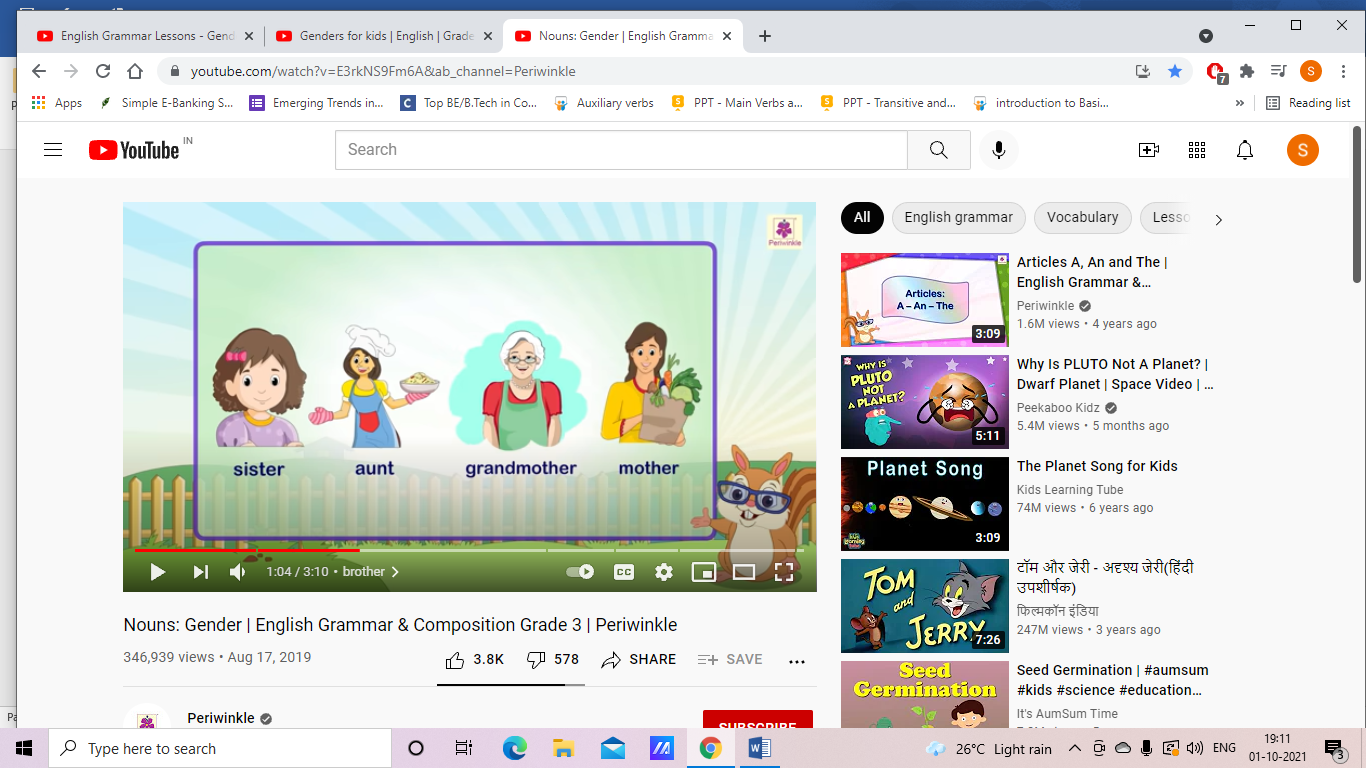 English Grammar Lessons - Gend
Genders for kids | English | Grade
Nouns: Gender | English Gramma
youtube.com/watch?v=E3rkNS9Fm6A&ab_channel=Periwinkle
S
7
Apps
Simple E-Banking S...
Emerging Trends in...
Top BE/B.Tech in Co...
Auxiliary verbs
PPT - Main Verbs a...
PPT - Transitive and...
introduction to Basi...
»
Reading list
YouTube IN
Search
S
Periwinkle
sister
aunt
grandmother
mother
1:04 / 3:10 • brother
CC
Nouns: Gender | English Grammar & Composition Grade 3 | Periwinkle
346,939 views • Aug 17, 2019
3.8K
578
SHARE
SAVE
Periwinkle
SUBSCRIBE
All
English grammar
Vocabulary
Lesso
Articles:
A – An – The
3:09
Articles A, An and The |
English Grammar &...
Periwinkle
1.6M views • 4 years ago
WHY IS
PLUTO
NOT
A PLANET?
5:11
Why Is PLUTO Not A Planet? |
Dwarf Planet | Space Video | ...
Peekaboo Kidz
5.4M views • 5 months ago
Planet Song
3:09
The Planet Song for Kids
Kids Learning Tube
74M views • 6 years ago
TOM
and
JERRY
7:26
टॉम और जेरी - अदृश्य जेरी(हिंदी
उपशीर्षक)
फिल्मकॉन इंडिया
247M views • 3 years ago
Seed
Germination
Seed Germination | #aumsum
#kids #science #education...
It's AumSum Time
Type here to search
26°C Light rain
ENG
19:11
01-10-2021
3